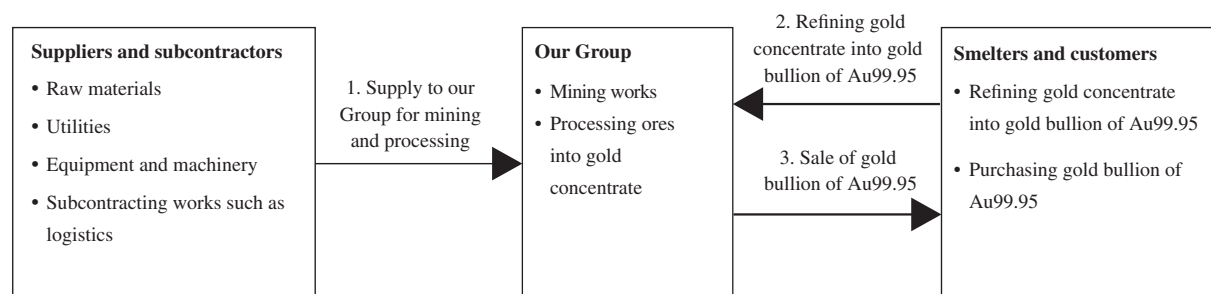 Suppliers and subcontractors
• Raw materials
• Utilities
• Equipment and machinery
• Subcontracting works such as
logistics
1. Supply to our
Group for mining
and processing
Our Group
• Mining works
• Processing ores
into gold
concentrate
2. Refining gold
concentrate into gold
bullion of Au99.95
3. Sale of gold
bullion of Au99.95
Smelters and customers
• Refining gold concentrate
into gold bullion of Au99.95
• Purchasing gold bullion of
Au99.95